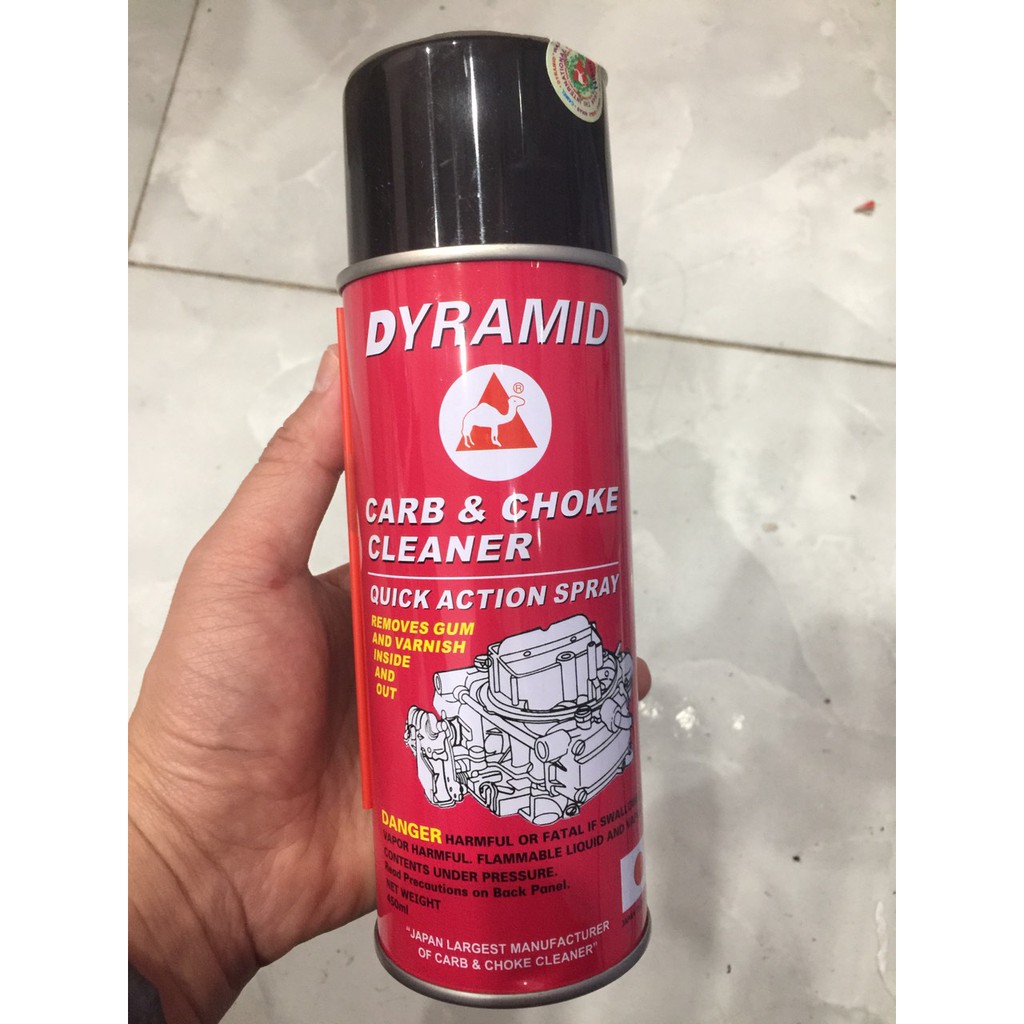 DYRAMID
®
CARB & CHOKE
CLEANER
QUICK ACTION SPRAY
REMOVES GUM
AND VARNISH
INSIDE
AND
OUT
DANGER HARMFUL OR FATAL IF
VAPOR HARMFUL. FLAMMABLE LIQUID AND
CONTENTS UNDER PRESSURE.
Read Precautions on Back Panel.
NET WEIGHT
450ml
"JAPAN LARGEST MANUFACTURER
OF CARB & CHOKE CLEANER"